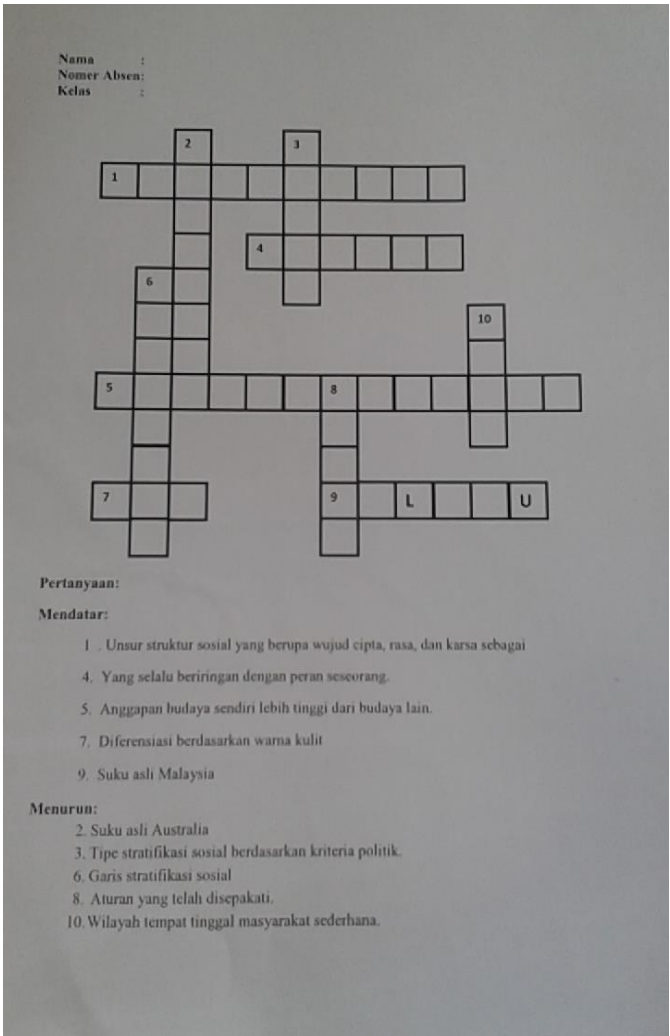 Nama :
Nomer Absen:
Kelas :
2 3
1
4
6
10
5 8
7 9 L U
Pertanyaan:
Mendatar:
1 . Unsur struktur sosial yang berupa wujud cipta, rasa, dan karsa sebagai
4. Yang selalu beriringan dengan peran seseorang.
5. Anggapan budaya sendiri lebih tinggi dari budaya lain.
7. Diferensiasi berdasarkan warna kulit
9. Suku asli Malaysia
Menurun:
2. Suku asli Australia
3. Tipe stratifikasi sosial berdasarkan kriteria politik.
6. Garis stratifikasi sosial
8. Aturan yang telah disepakati.
10. Wilayah tempat tinggal masyarakat sederhana.